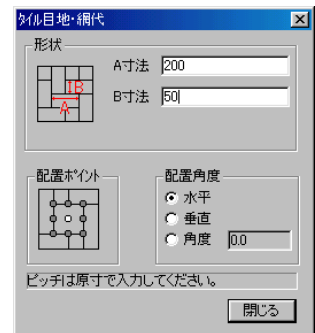 ﾀｲﾙ目地・網代
形状
A寸法 200
B寸法 50
B
A
配置ﾎﾟｲﾝﾄ
配置角度
水平
垂直
角度 0.0
ピッチは原寸で入力してください。
閉じる